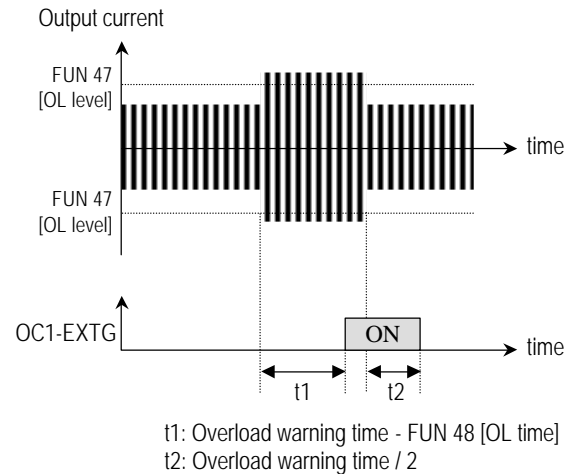 Output current
FUN 47
[OL level]
time
FUN 47
[OL level]
OC1-EXTG
ON
time
t1
t2
t1: Overload warning time - FUN 48 [OL time]
t2: Overload warning time / 2